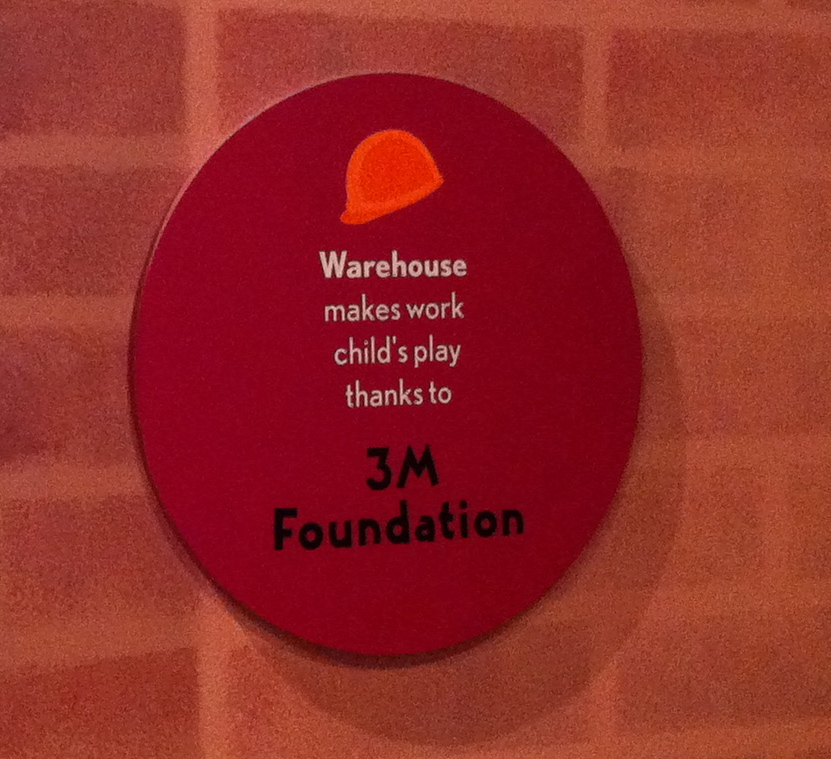 Warehouse
makes work
child's play
thanks to
3M
Foundation